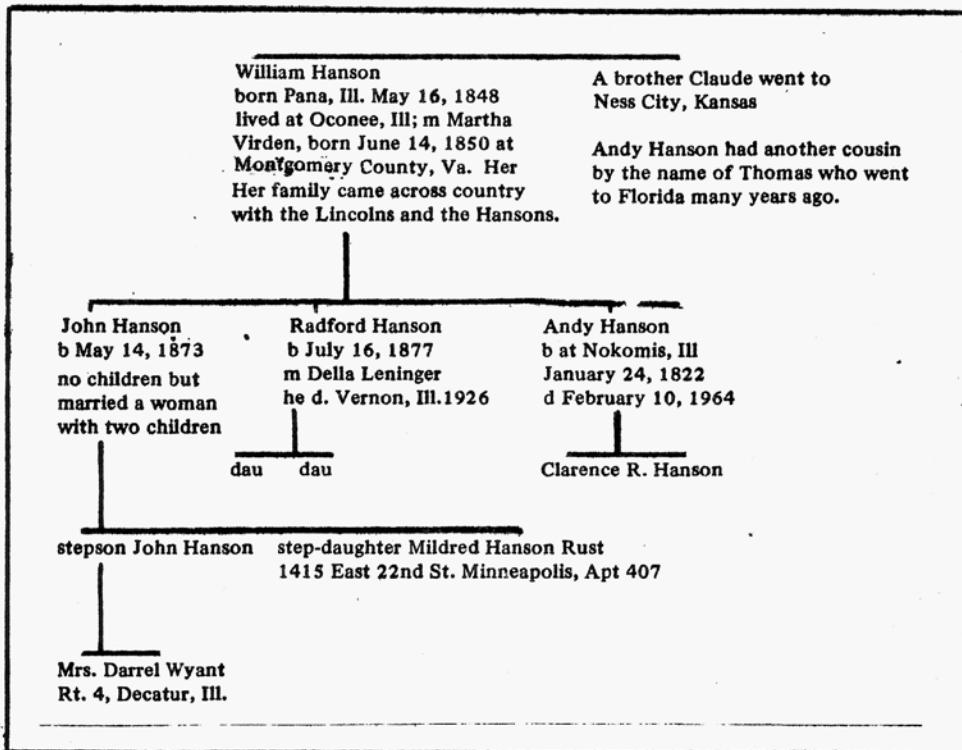 William Hanson
born Pana, Ill. May 16, 1848
lived at Oconee, Ill; m Martha
Virden, born June 14, 1850 at
Montgomery County, Va. Her
Her family came across country
with the Lincolns and the Hansons.
A brother Claude went to
Ness City, Kansas
Andy Hanson had another cousin
by the name of Thomas who went
to Florida many years ago.
John Hanson
b May 14, 1873
no children but
married a woman
with two children
Radford Hanson
b July 16, 1877
m Della Leninger
he d. Vernon, Ill.1926
dau dau
Andy Hanson
b at Nokomis, Ill
January 24, 1822
d February 10, 1964
Clarence R. Hanson
stepson John Hanson
step-daughter Mildred Hanson Rust
1415 East 22nd St. Minneapolis, Apt 407
Mrs. Darrel Wyant
Rt. 4, Decatur, Ill.